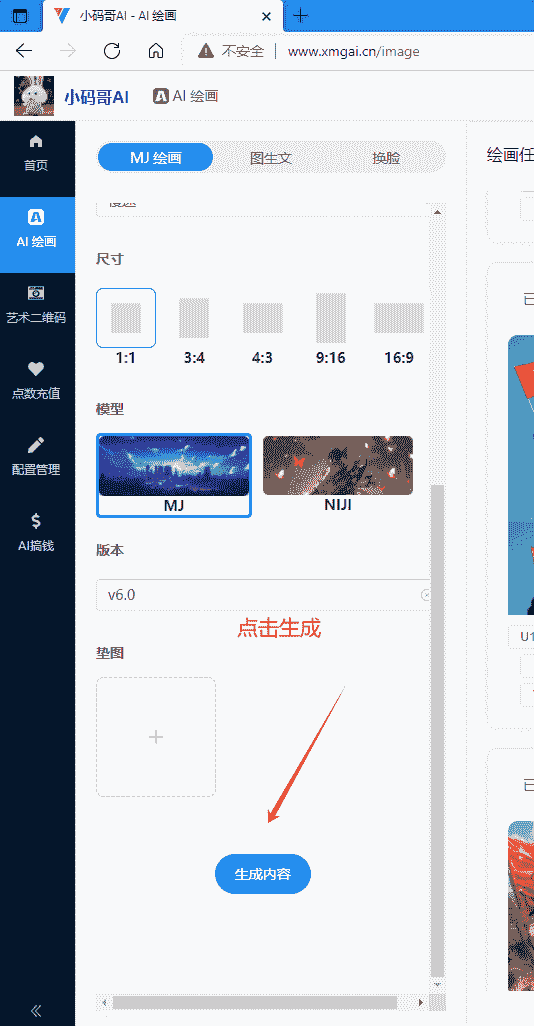 小码哥AI - AI 绘画
不安全
www.xmgai.cn/image
小码哥AI
AI 绘画
首页
AI 绘画
艺术二维码
点数充值
配置管理
AI搞钱
MJ 绘画
图生文
换脸
尺寸
1:1
3:4
4:3
9:16
16:9
模型
MJ
NIJI
版本
v6.0
点击生成
垫图
生成内容
绘画任
U1